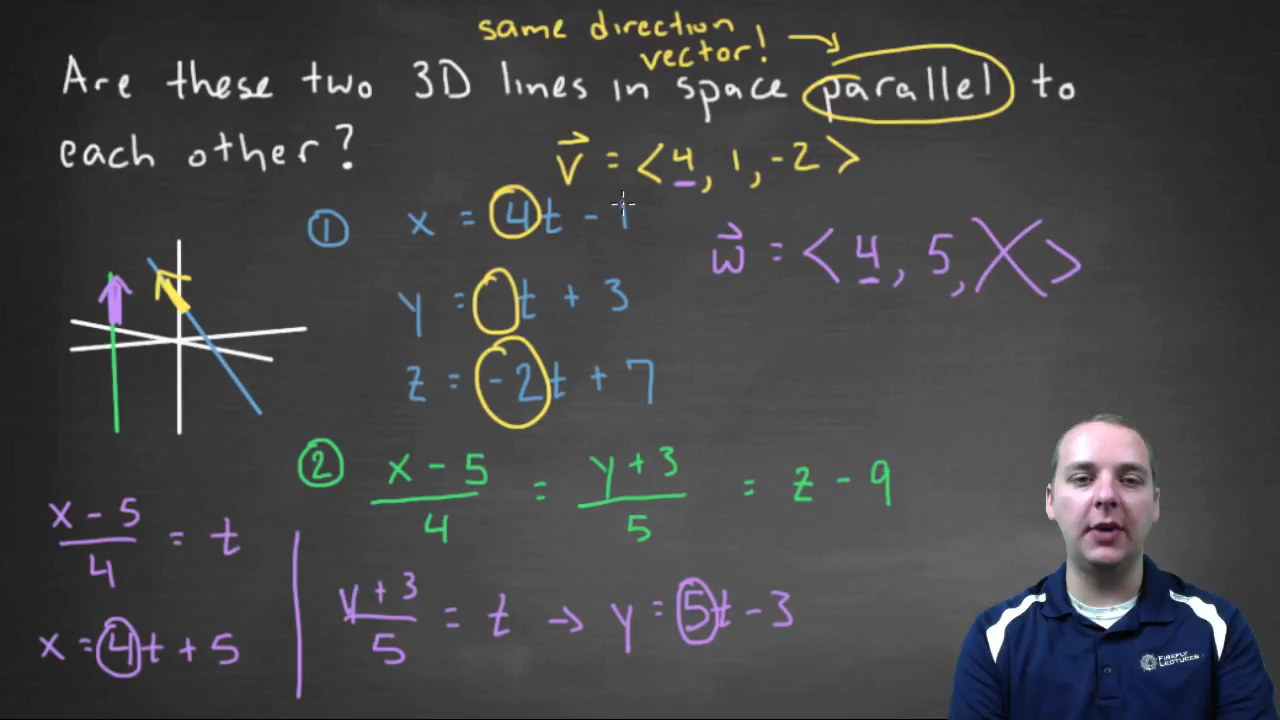 same direction
vector!
Are these two 3D lines in space parallel to
each other?
v = <4, 1, -2>
① x = 4t - 1
w = <4, 5, X>
y = t + 3
z = -2t + 7
② x - 5 / 4 = y + 3 / 5 = z - 9
x - 5 / 4 = t
y + 3 / 5 = t → y = 5t - 3
x = 4t + 5
FIREFLY
LECTURES